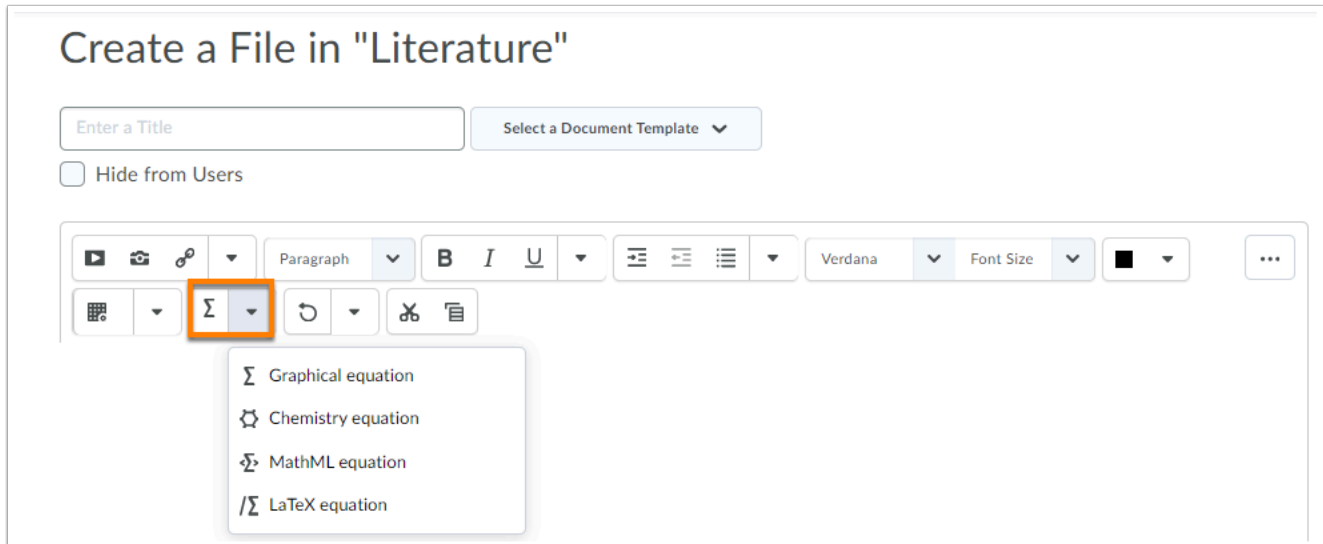 Create a File in "Literature"
Enter a Title Select a Document Template
Hide from Users
Paragraph B I U Verdana Font Size
Σ
Σ Graphical equation
Chemistry equation
<Σ> MathML equation
/Σ LaTeX equation